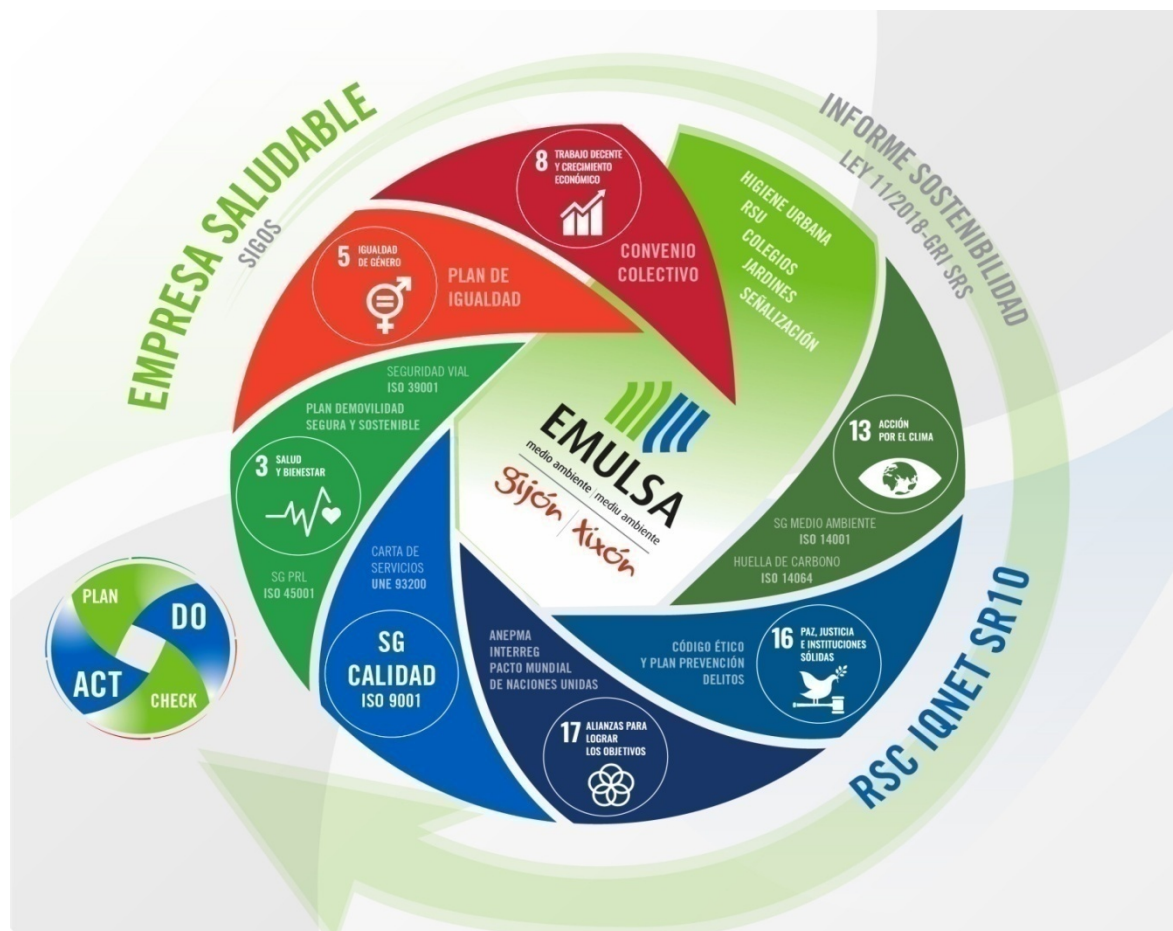 EMPRESA SALUDABLE
SIGOS
INFORME SOSTENIBILIDAD
LEY 11/2018-GRI SRS
RSC IQNET SR10
8 TRABAJO DECENTE
Y CRECIMIENTO
ECONÓMICO
CONVENIO
COLECTIVO
HIGIENE URBANA
RSU
COLEGIOS
JARDINES
SEÑALIZACIÓN
5 IGUALDAD
DE GÉNERO
PLAN DE
IGUALDAD
SEGURIDAD VIAL
ISO 39001
PLAN DEMOVILIDAD
SEGURA Y SOSTENIBLE
3 SALUD
Y BIENESTAR
SG PRL
ISO 45001
EMULSA
medio ambiente mediu ambiente
gijón xixón
13 ACCIÓN
POR EL CLIMA
SG MEDIO AMBIENTE
ISO 14001
HUELLA DE CARBONO
ISO 14064
CARTA DE
SERVICIOS
UNE 93200
SG
CALIDAD
ISO 9001
ANEPMA
INTERREG
PACTO MUNDIAL
DE NACIONES UNIDAS
17 ALIANZAS PARA
LOGRAR
LOS OBJETIVOS
CÓDIGO ÉTICO
Y PLAN PREVENCIÓN
DELITOS
16 PAZ, JUSTICIA
E INSTITUCIONES
SÓLIDAS
PLAN
DO
ACT
CHECK